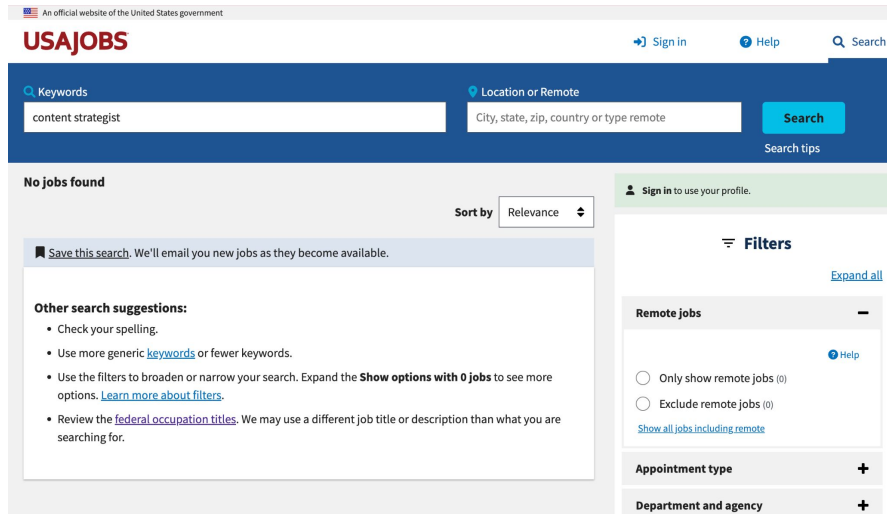 An official website of the United States government
USAJOBS
Sign in
Help
Search
Keywords
Location or Remote
content strategist
City, state, zip, country or type remote
Search
Search tips
No jobs found
Sort by
Relevance
Save this search. We'll email you new jobs as they become available.
Other search suggestions:
• Check your spelling.
• Use more generic keywords or fewer keywords.
• Use the filters to broaden or narrow your search. Expand the Show options with 0 jobs to see more
options. Learn more about filters.
• Review the federal occupation titles. We may use a different job title or description than what you are
searching for.
Sign in to use your profile.
Filters
Expand all
Remote jobs
Help
Only show remote jobs (0)
Exclude remote jobs (0)
Show all jobs including remote
Appointment type
Department and agency